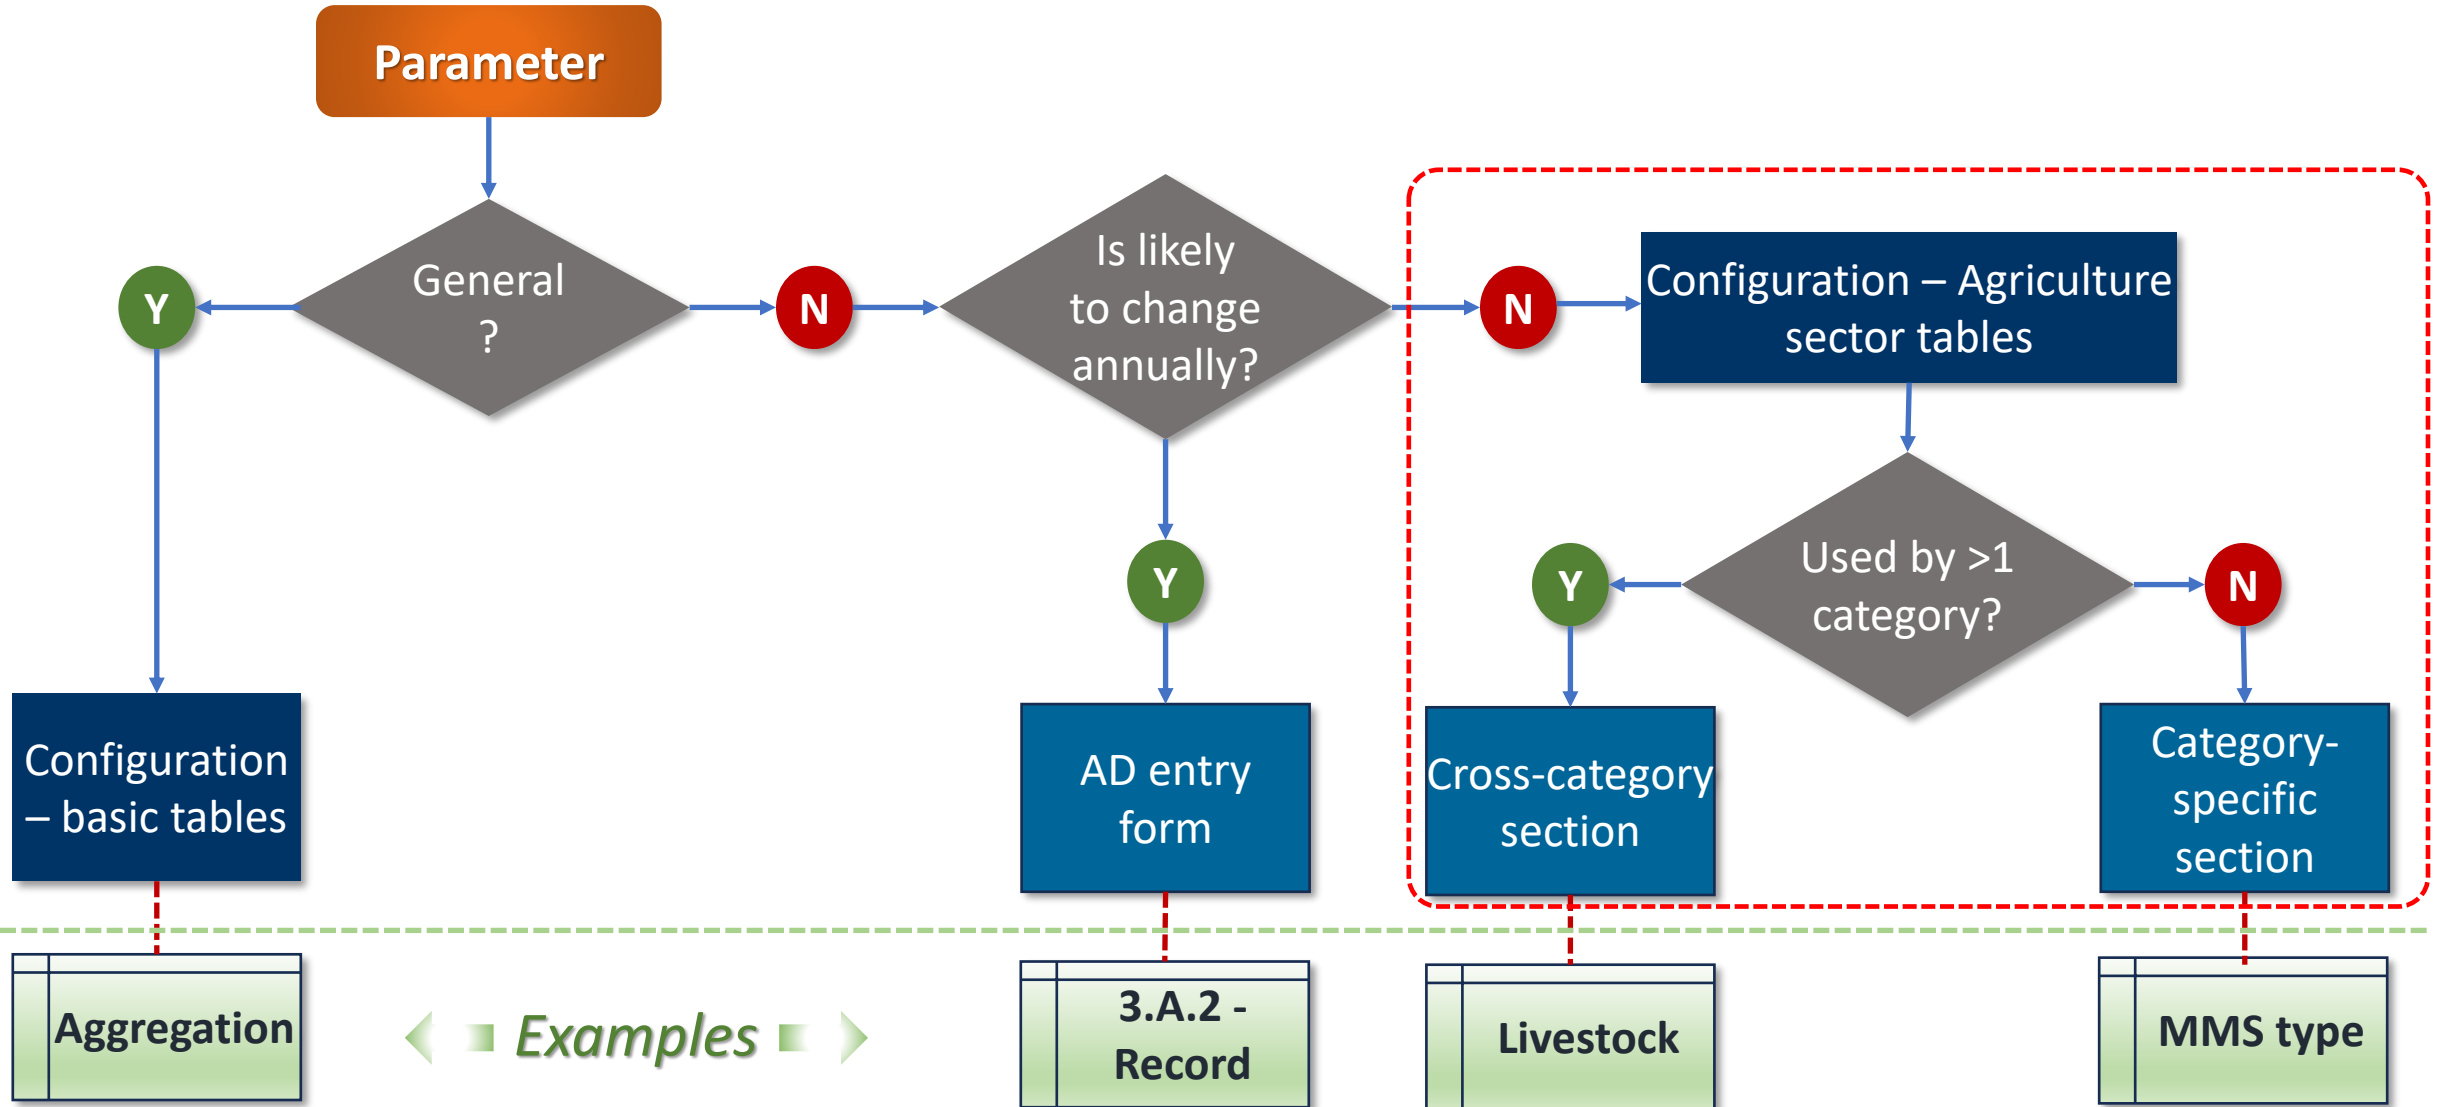 Parameter
General
?
Y
N
Is likely
to change
annually?
N
Configuration – Agriculture
sector tables
Y
Used by >1
category?
Y
N
Configuration
– basic tables
AD entry
form
Cross-category
section
Category-
specific
section
Aggregation
Examples
3.A.2 -
Record
Livestock
MMS type